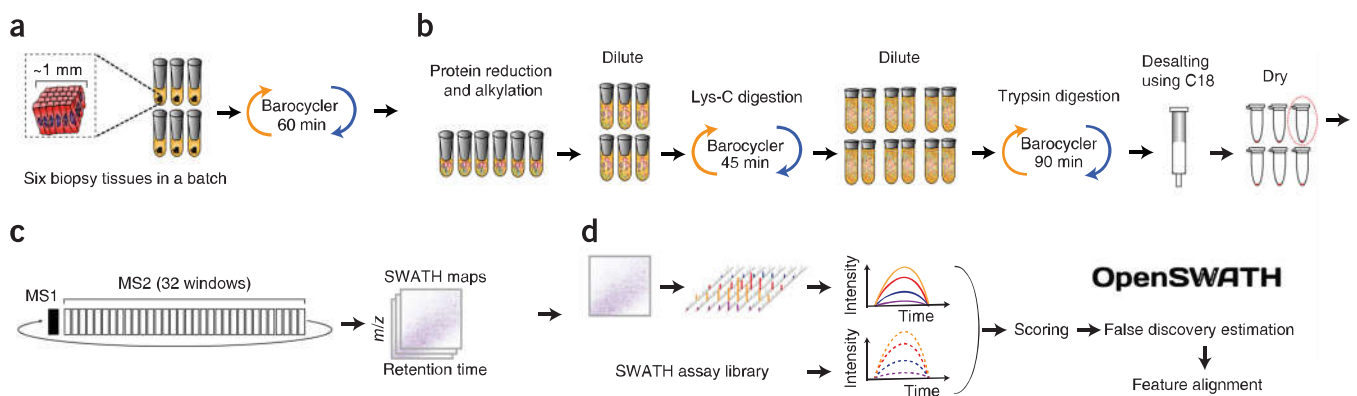 a
~1 mm
Barocycler
60 min
Six biopsy tissues in a batch
b
Protein reduction
and alkylation
Dilute
Lys-C digestion
Barocycler
45 min
Dilute
Trypsin digestion
Barocycler
90 min
Desalting
using C18
Dry
c
MS1
MS2 (32 windows)
SWATH maps
m/z
Retention time
d
Intensity
Time
SWATH assay library
Intensity
Time
OpenSWATH
Scoring
False discovery estimation
Feature alignment